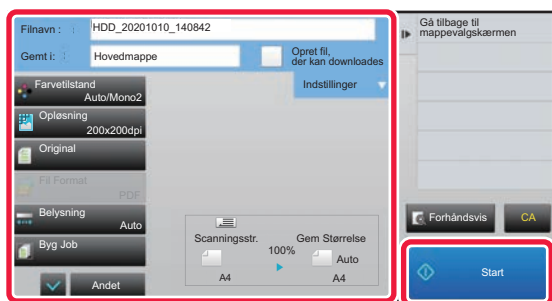 Filnavn :
HDD_20201010_140842
Gemt i:
Hovedmappe
Opret fil,
der kan downloades
Indstillinger
Farvetilstand
Auto/Mono2
Opløsning
200x200dpi
Original
Fil Format
PDF
Belysning
Auto
Byg Job
Andet
Scanningsstr.
100%
Gem Størrelse
Auto
A4
A4
Gå tilbage til
mappevalgskærmen
Forhåndsvis
CA
Start